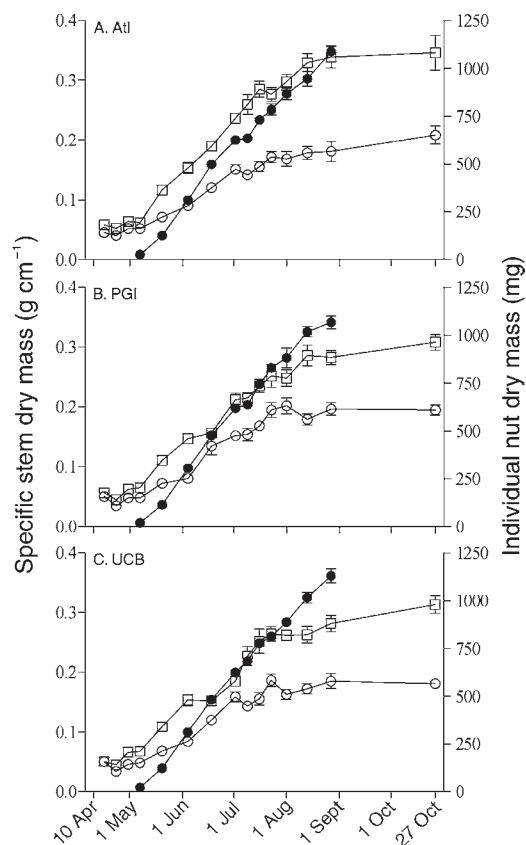 0.4
1250
A. Atl
1000
0.3
750
0.2
500
0.1
250
0.0
0
0.4
1250
B. PGI
1000
0.3
750
0.2
500
0.1
250
0.0
0
0.4
1250
C. UCB
1000
0.3
750
0.2
500
0.1
250
0.0
0
Specific stem dry mass (g cm⁻¹)
Individual nut dry mass (mg)
10 Apr
1 May
1 Jun
1 Jul
1 Aug
1 Sept
1 Oct
27 Oct